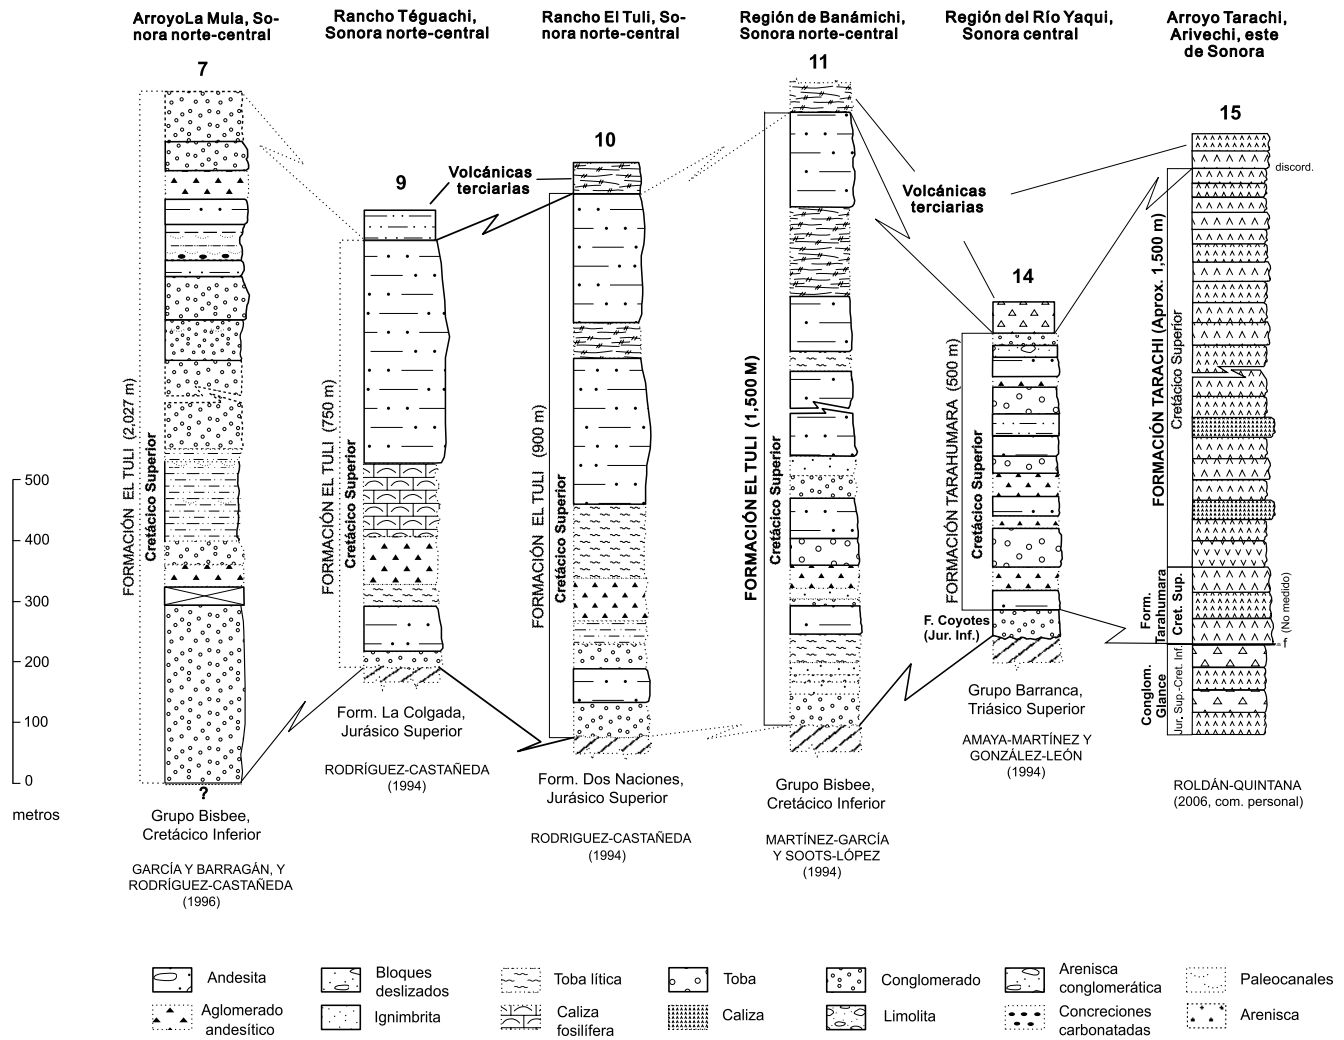 ArroyoLa Mula, So-
nora norte-central
7
FORMACIÓN EL TULI (2,027 m)
Cretácico Superior
?
Grupo Bisbee,
Cretácico Inferior
GARCÍA Y BARRAGÁN, Y
RODRÍGUEZ-CASTAÑEDA
(1996)
500
400
300
200
100
0
metros
Rancho Téguachi,
Sonora norte-central
9
FORMACIÓN EL TULI (750 m)
Cretácico Superior
Form. La Colgada,
Jurásico Superior
RODRÍGUEZ-CASTAÑEDA
(1994)
Volcánicas
terciarias
Rancho El Tuli, So-
nora norte-central
10
FORMACIÓN EL TULI (900 m)
Cretácico Superior
Form. Dos Naciones,
Jurásico Superior
RODRIGUEZ-CASTAÑEDA
(1994)
Región de Banámichi,
Sonora norte-central
11
FORMACIÓN EL TULI (1,500 M)
Cretácico Superior
Grupo Bisbee,
Cretácico Inferior
MARTÍNEZ-GARCÍA
Y SOOTS-LÓPEZ
(1994)
Volcánicas
terciarias
Región del Río Yaqui,
Sonora central
14
FORMACIÓN TARAHUMARA (500 m)
Cretácico Superior
F. Coyotes
(Jur. Inf.)
Grupo Barranca,
Triásico Superior
AMAYA-MARTÍNEZ Y
GONZÁLEZ-LEÓN
(1994)
Arroyo Tarachi,
Arivechi, este
de Sonora
15
discord.
FORMACIÓN TARACHI (Aprox. 1,500 m)
Cretácico Superior
Form.
Tarahumara
Cret. Sup.
(No medido)
f
Conglom.
Glance
Jur. Sup.-Cret. Inf.
ROLDÁN-QUINTANA
(2006, com. personal)
Andesita
Bloques
deslizados
Toba lítica
Toba
Conglomerado
Arenisca
conglomerática
Paleocanales
Aglomerado
andesítico
Ignimbrita
Caliza
fosilífera
Caliza
Limolita
Concreciones
carbonatadas
Arenisca